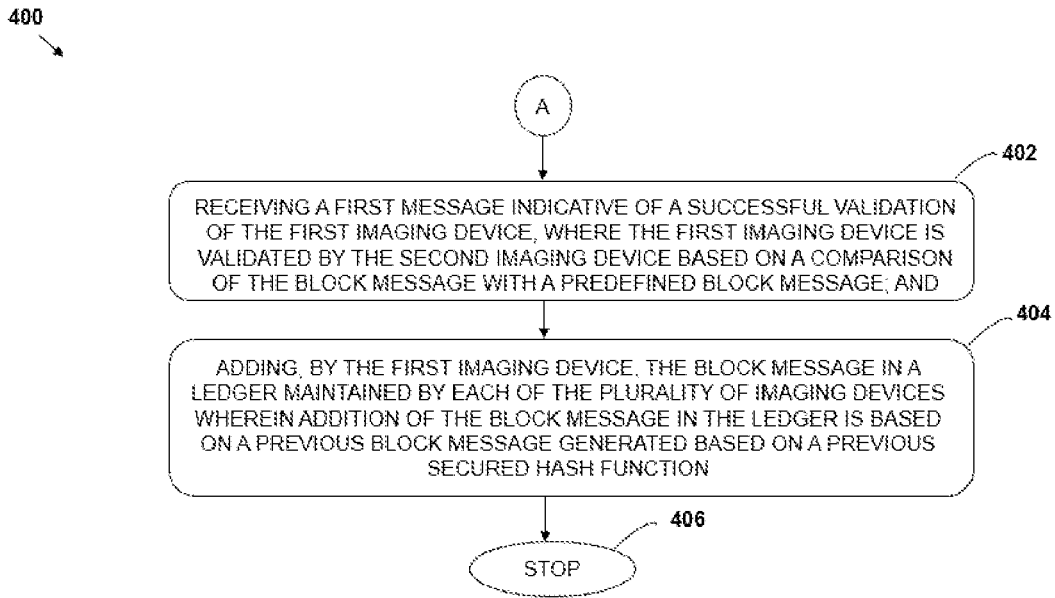 400
A
402
RECEIVING A FIRST MESSAGE INDICATIVE OF A SUCCESSFUL VALIDATION
OF THE FIRST IMAGING DEVICE, WHERE THE FIRST IMAGING DEVICE IS
VALIDATED BY THE SECOND IMAGING DEVICE BASED ON A COMPARISON
OF THE BLOCK MESSAGE WITH A PREDEFINED BLOCK MESSAGE; AND
404
ADDING, BY THE FIRST IMAGING DEVICE, THE BLOCK MESSAGE IN A
LEDGER MAINTAINED BY EACH OF THE PLURALITY OF IMAGING DEVICES
WHEREIN ADDITION OF THE BLOCK MESSAGE IN THE LEDGER IS BASED
ON A PREVIOUS BLOCK MESSAGE GENERATED BASED ON A PREVIOUS
SECURED HASH FUNCTION
406
STOP